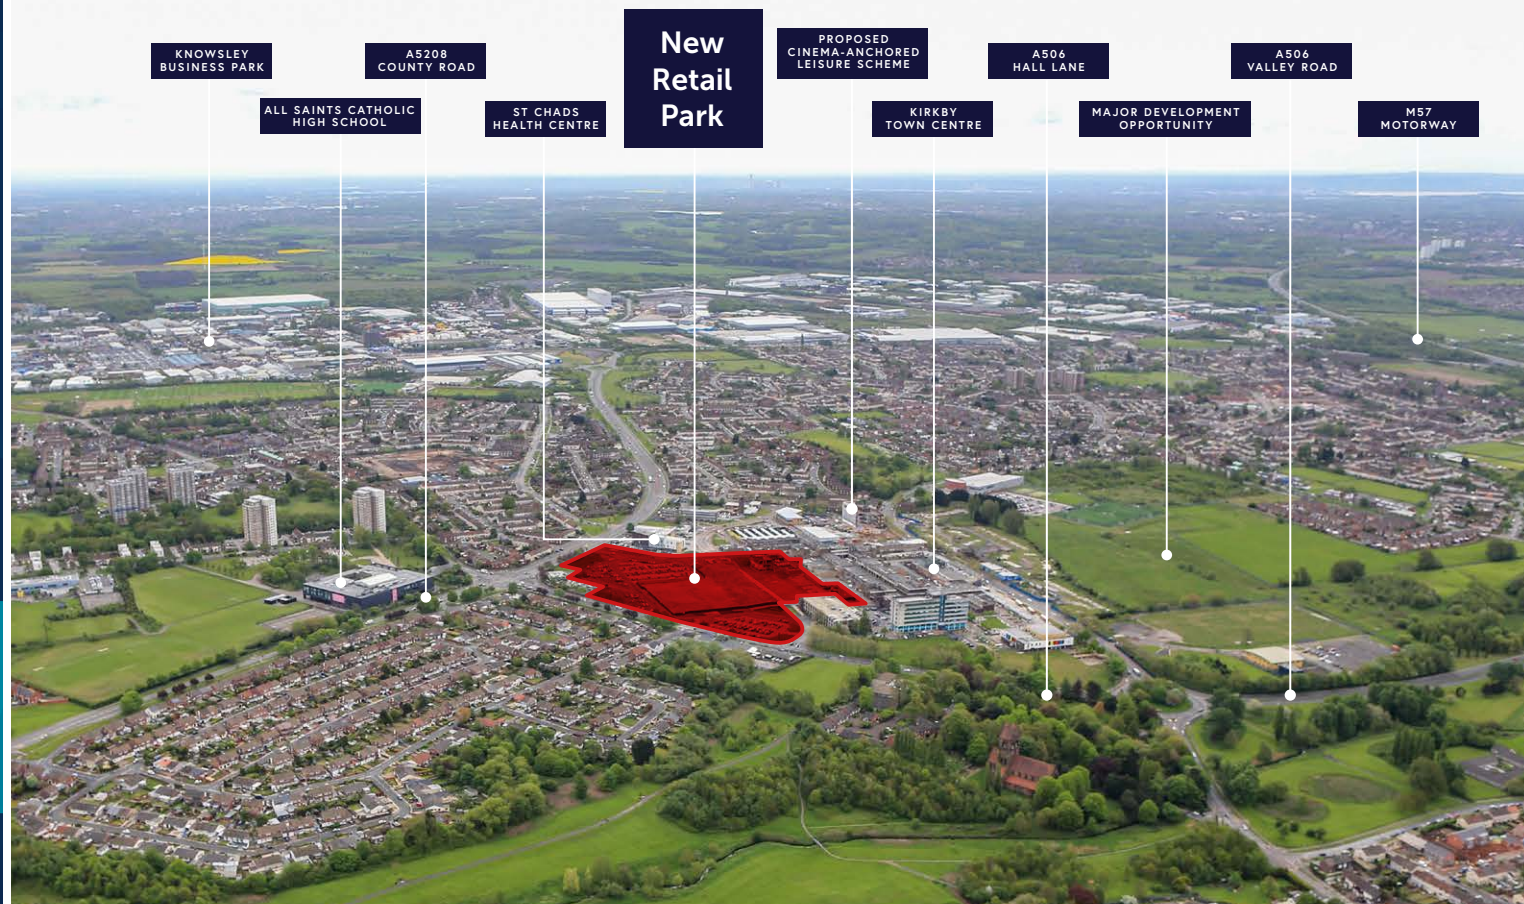 KNOWSLEY
BUSINESS PARK
ALL SAINTS CATHOLIC
HIGH SCHOOL
A5208
COUNTY ROAD
ST CHADS
HEALTH CENTRE
New
Retail
Park
PROPOSED
CINEMA-ANCHORED
LEISURE SCHEME
KIRKBY
TOWN CENTRE
A506
HALL LANE
MAJOR DEVELOPMENT
OPPORTUNITY
A506
VALLEY ROAD
M57
MOTORWAY